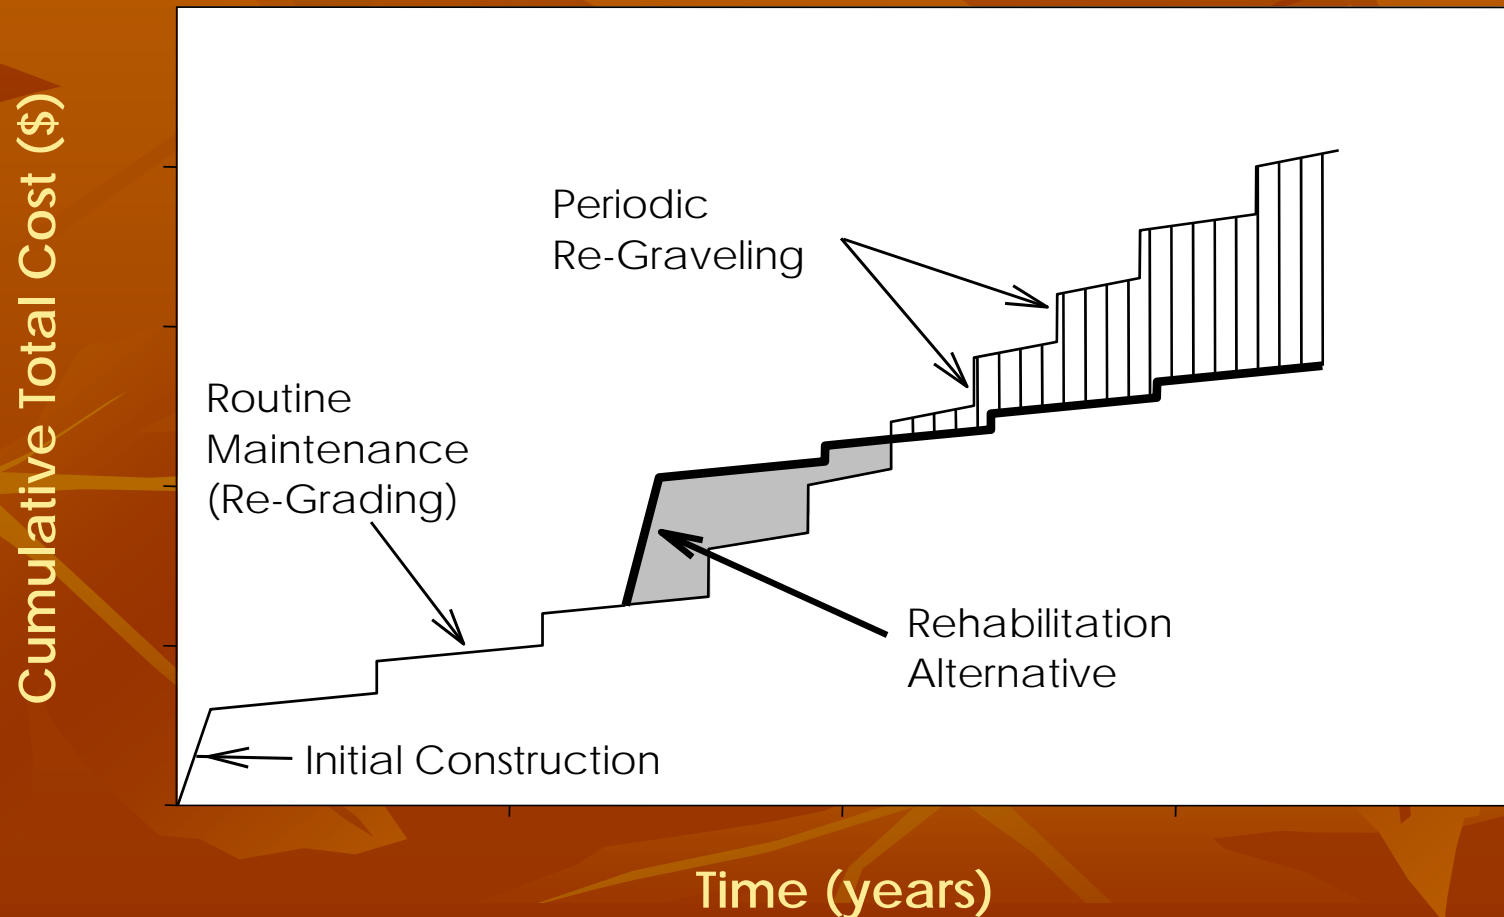 Cumulative Total Cost ($)
Periodic
Re-Graveling
Routine
Maintenance
(Re-Grading)
Rehabilitation
Alternative
Initial Construction
Time (years)